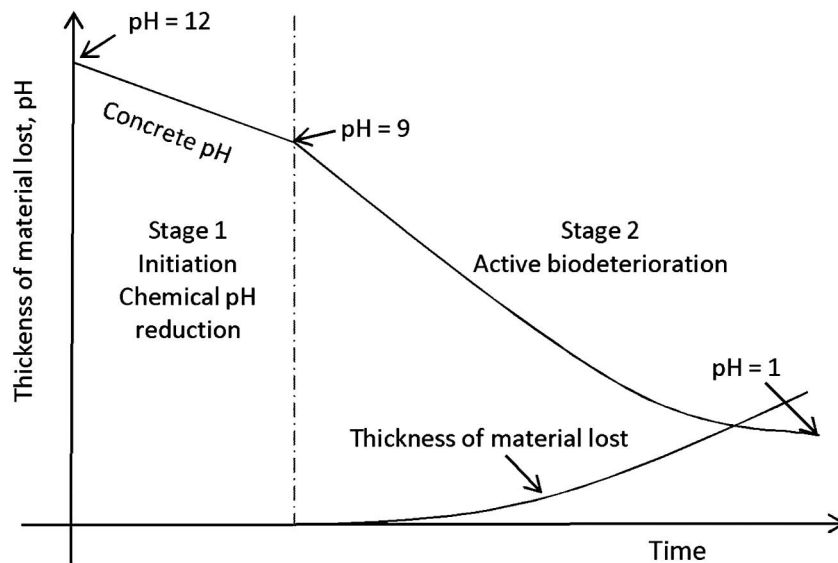 pH = 12
Thickenss of material lost, pH
Concrete pH
pH = 9
Stage 1
Initiation
Chemical pH
reduction
Stage 2
Active biodeterioration
pH = 1
Thickness of material lost
Time